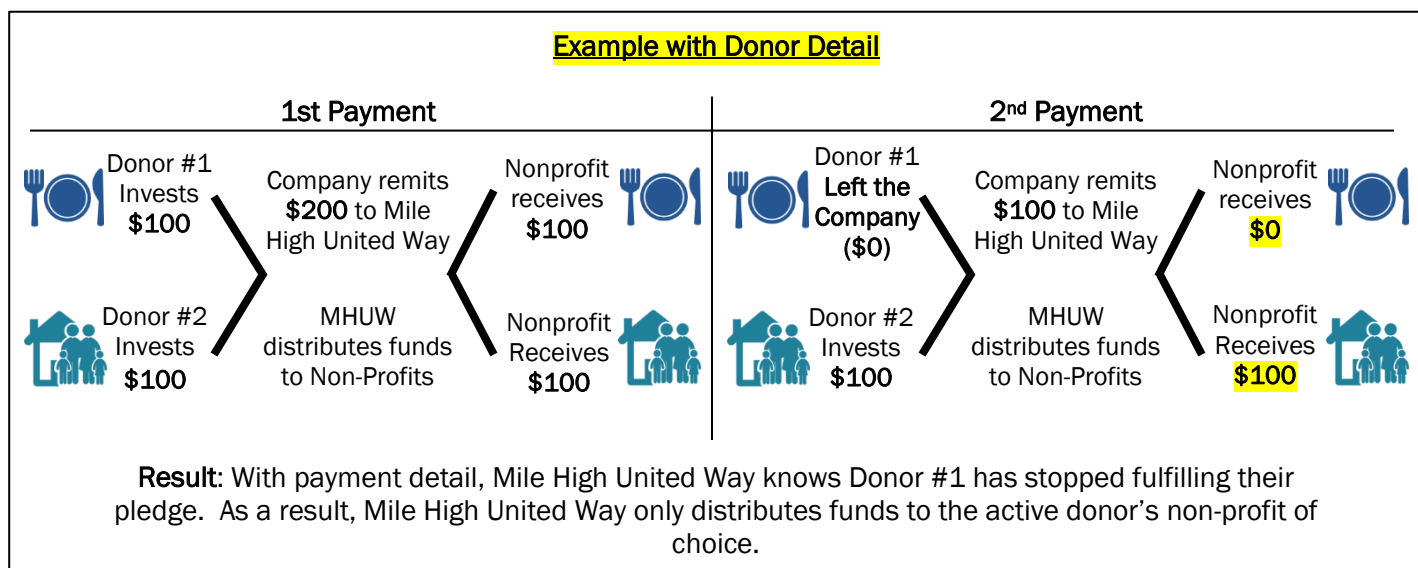 Example with Donor Detail
1st Payment
Donor #1
Invests
$100
Company remits
$200 to Mile
High United Way
Nonprofit
receives
$100
Donor #2
Invests
$100
MHUW
distributes funds
to Non-Profits
Nonprofit
Receives
$100
2nd Payment
Donor #1
Left the
Company
($0)
Company remits
$100 to Mile
High United Way
Nonprofit
receives
$0
Donor #2
Invests
$100
MHUW
distributes funds
to Non-Profits
Nonprofit
Receives
$100
Result: With payment detail, Mile High United Way knows Donor #1 has stopped fulfilling their
pledge.  As a result, Mile High United Way only distributes funds to the active donor’s non-profit of
choice.